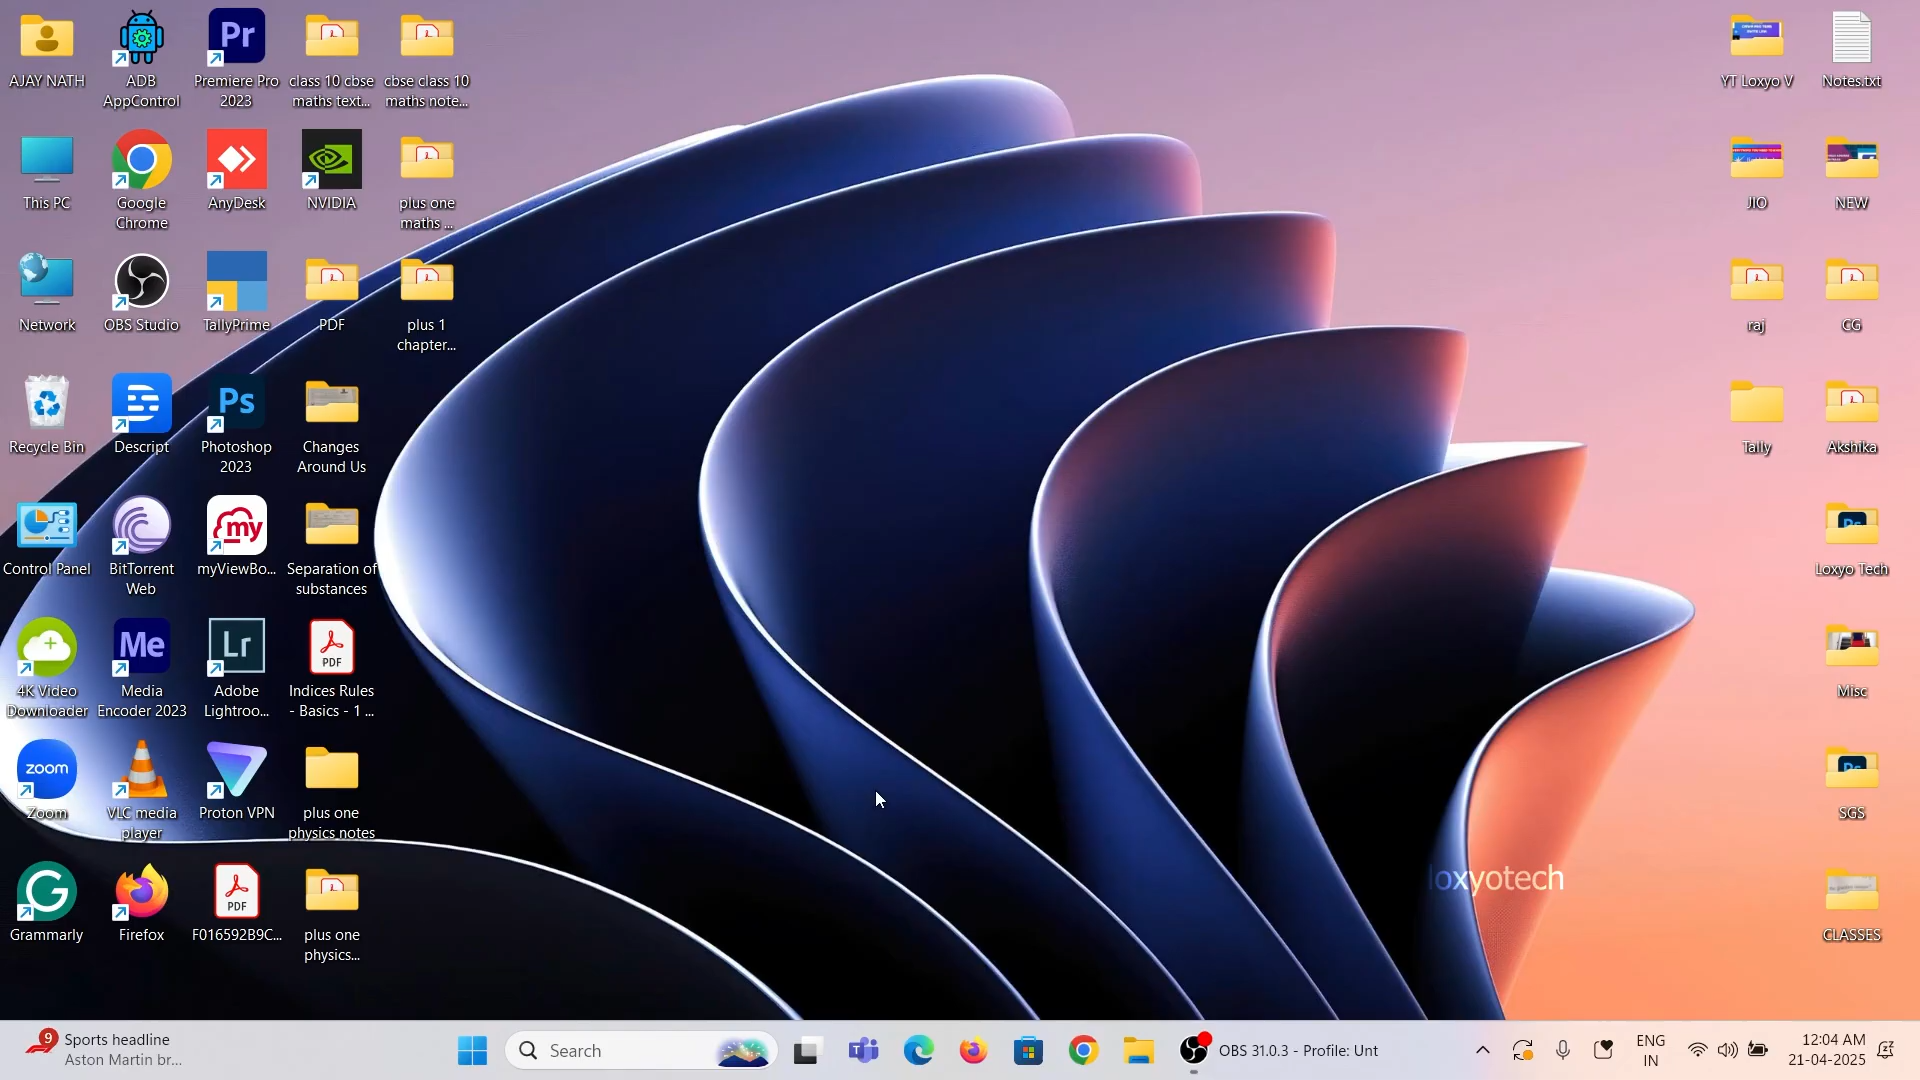 AJAY NATH
ADB
AppControl
Pr
Premiere Pro
2023
class 10 cbse
maths text...
cbse class 10
maths note...
YT Loxyo V
Notes.txt
This PC
Google
Chrome
AnyDesk
NVIDIA
plus one
maths ...
JIO
NEW
Network
OBS Studio
TallyPrime
PDF
plus 1
chapter...
raj
CG
Recycle Bin
Descript
Ps
Photoshop
2023
Changes
Around Us
Tally
Akshika
Control Panel
BitTorrent
Web
my
myViewBo...
Separation of
substances
Loxyo Tech
4K Video
Downloader
Me
Media
Encoder 2023
Lr
Adobe
Lightroo...
PDF
Indices Rules
- Basics - 1 ...
Misc
zoom
Zoom
VLC media
player
Proton VPN
plus one
physics notes
SGS
Grammarly
Firefox
PDF
F016592B9C...
plus one
physics...
loxyotech
CLASSES
9
Sports headline
Aston Martin br...
Search
OBS 31.0.3 - Profile: Unt
ENG
IN
12:04 AM
21-04-2025